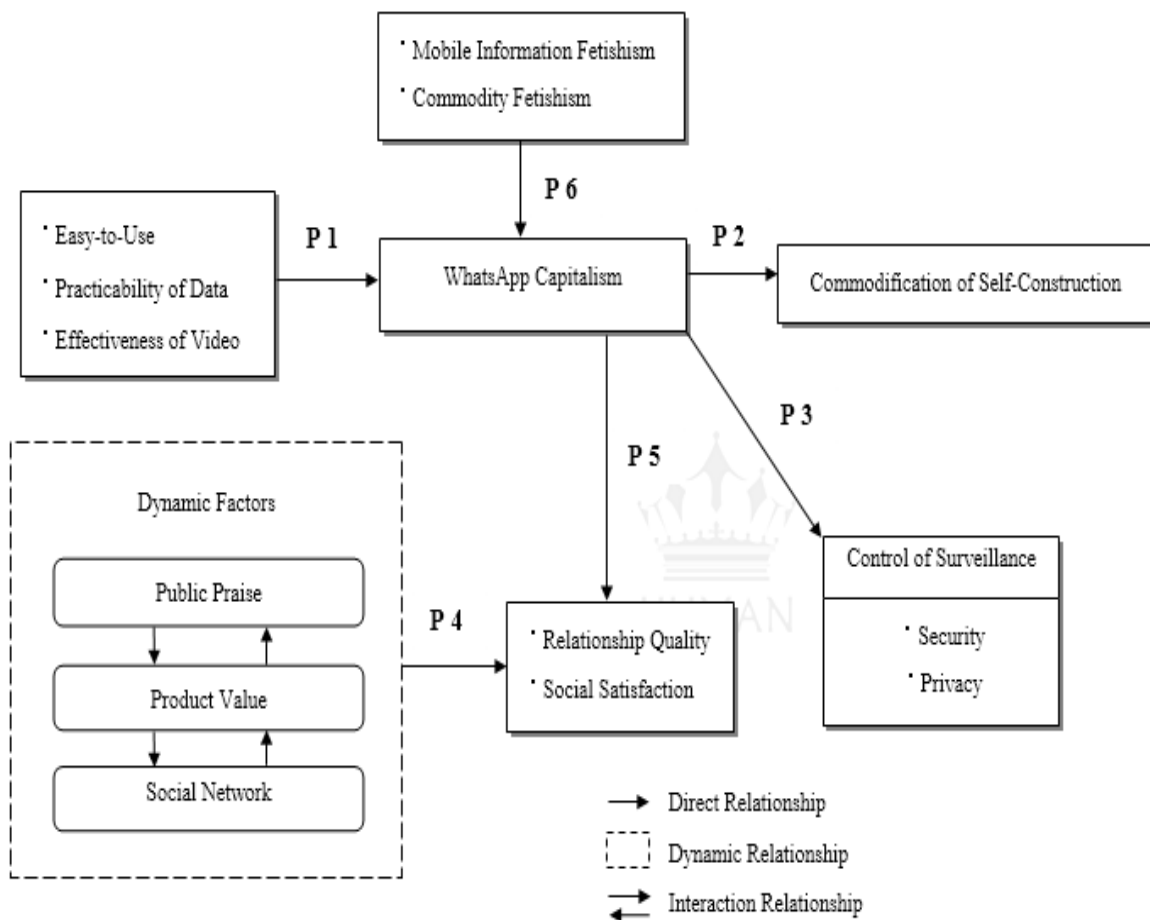 · Mobile Information Fetishism
· Commodity Fetishism
P 6
· Easy-to-Use
· Practicability of Data
· Effectiveness of Video
P 1
WhatsApp Capitalism
P 2
Commodification of Self-Construction
P 3
P 5
Dynamic Factors
Public Praise
Product Value
Social Network
P 4
· Relationship Quality
· Social Satisfaction
Control of Surveillance
· Security
· Privacy
Direct Relationship
Dynamic Relationship
Interaction Relationship